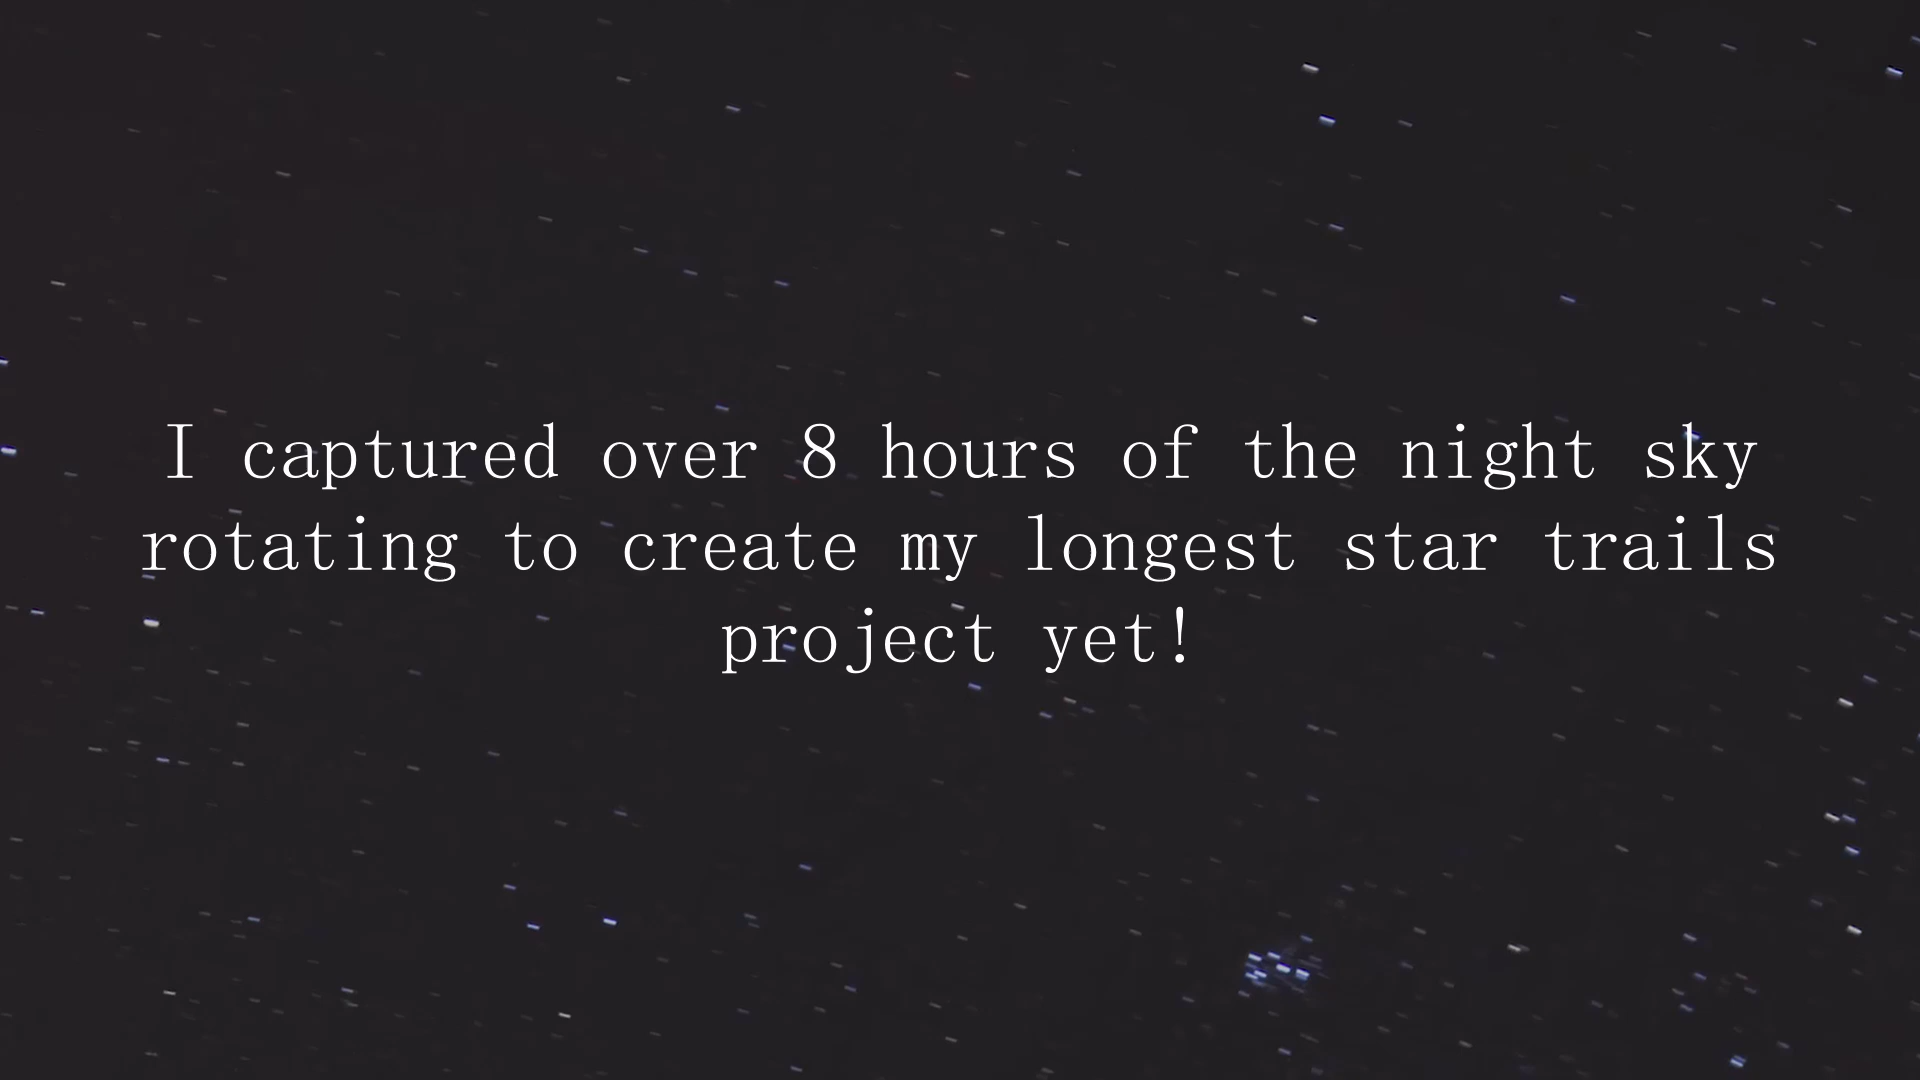 I captured over 8 hours of the night sky
rotating to create my longest star trails
project yet!